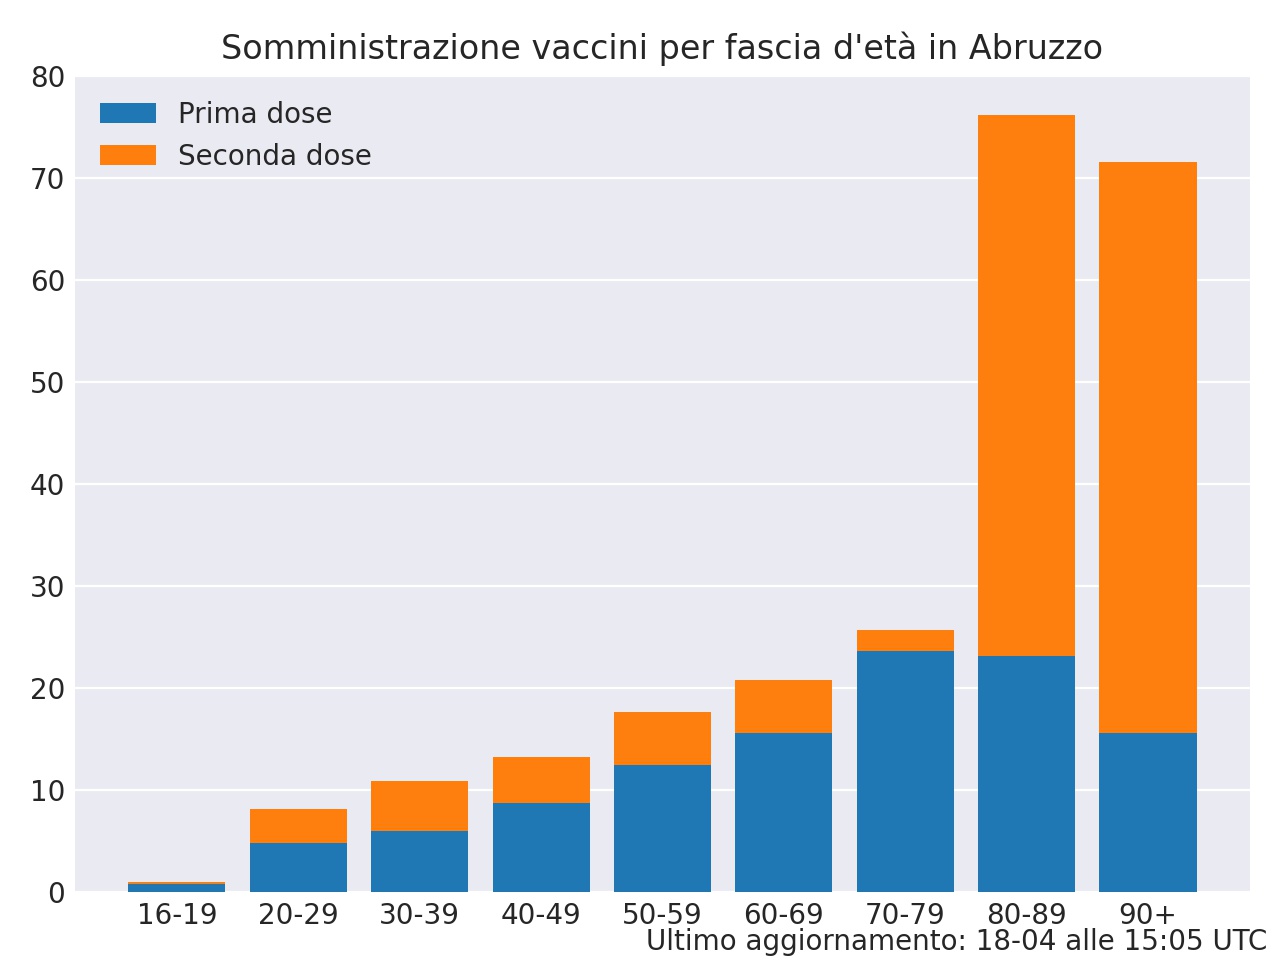 Somministrazione vaccini per fascia d'età in Abruzzo
80
70
60
50
40
30
20
10
0
Prima dose
Seconda dose
16-19 20-29 30-39 40-49 50-59 60-69 70-79 80-89 90+
Ultimo aggiornamento: 18-04 alle 15:05 UTC